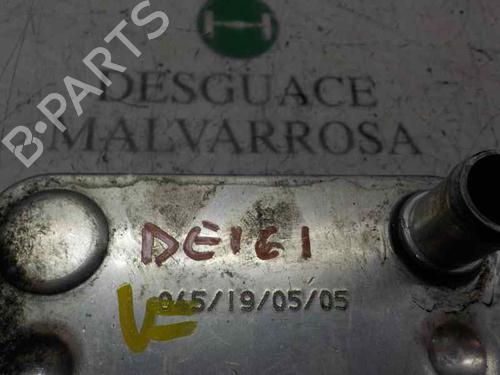 B-PARTS
DESGUACE
MALVARROSA
DE161
045/19/05/05